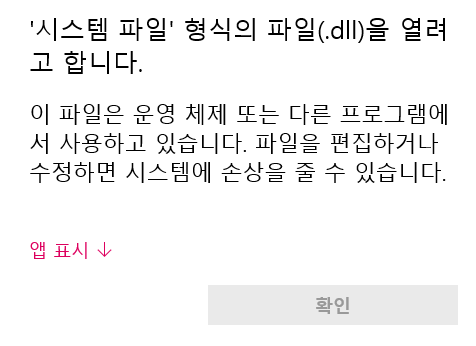 '시스템 파일' 형식의 파일(.dll)을 열려
고 합니다.
이 파일은 운영 체제 또는 다른 프로그램에
서 사용하고 있습니다. 파일을 편집하거나
수정하면 시스템에 손상을 줄 수 있습니다.
앱 표시 ↓
확인